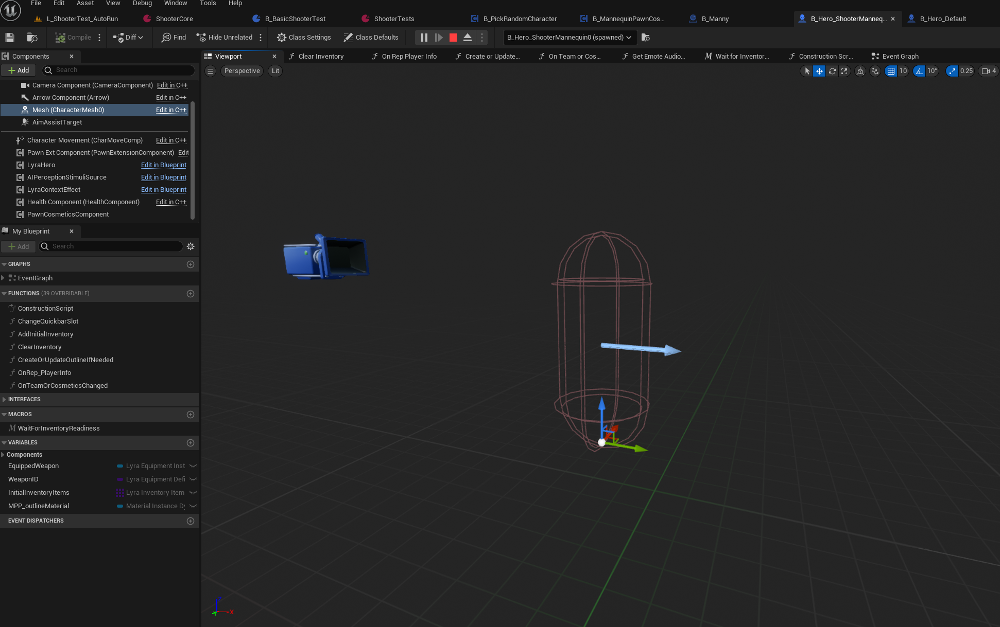 File Edit Asset View Debug Window Tools Help
L_ShooterTest_AutoRun ShooterCore B_BasicShooterTest ShooterTests B_PickRandomCharacter B_MannequinPawnCos... B_Manny B_Hero_ShooterManneq... B_Hero_Default
Compile Diff Find Hide Unrelated Class Settings Class Defaults B_Hero_ShooterMannequin0 (spawned)
Components
Viewport Clear Inventory On Rep Player Info Create or Update... On Team or Cos... Get Emote Audio... Wait for Inventor... Construction Scr... Event Graph
Add Search
Perspective Lit 10 10° 0.25 4
Camera Component (CameraComponent) Edit in C++
Arrow Component (Arrow) Edit in C++
Mesh (CharacterMesh0) Edit in C++
AimAssistTarget
Character Movement (CharMoveComp) Edit in C++
Pawn Ext Component (PawnExtensionComponent) Edit
LyraHero Edit in Blueprint
AIPerceptionStimuliSource Edit in Blueprint
LyraContextEffect Edit in Blueprint
Health Component (HealthComponent) Edit in C++
PawnCosmeticsComponent
My Blueprint
Add Search
GRAPHS
EventGraph
FUNCTIONS (39 OVERRIDABLE)
ConstructionScript
ChangeQuickbarSlot
AddInitialInventory
ClearInventory
CreateOrUpdateOutlineIfNeeded
OnRep_PlayerInfo
OnTeamOrCosmeticsChanged
INTERFACES
MACROS
WaitForInventoryReadiness
VARIABLES
Components
EquippedWeapon Lyra Equipment Inst
WeaponID Lyra Equipment Defi
InitialInventoryItems Lyra Inventory Item
MPP_outlineMaterial Material Instance Dy
EVENT DISPATCHERS
Z
X
Y